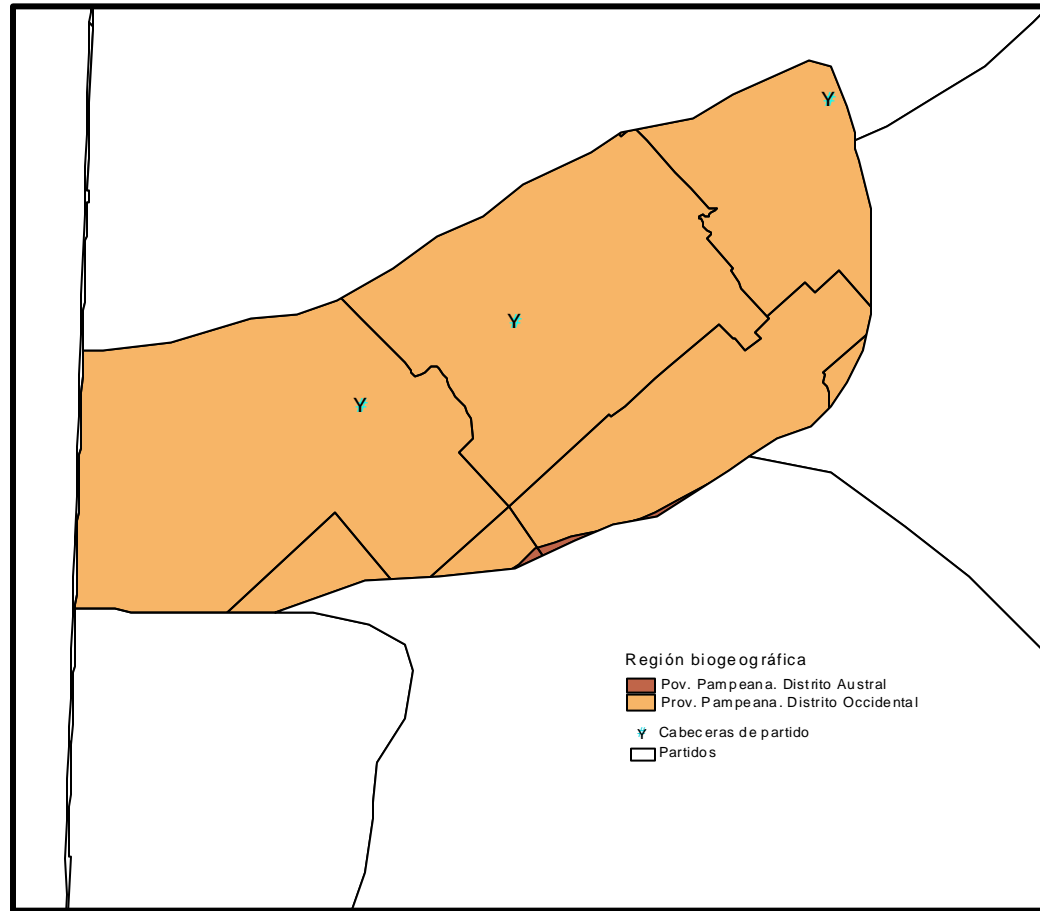 Región biogeográfica
Pov. Pampeana. Distrito Austral
Prov. Pampeana. Distrito Occidental
Cabeceras de partido
Partidos